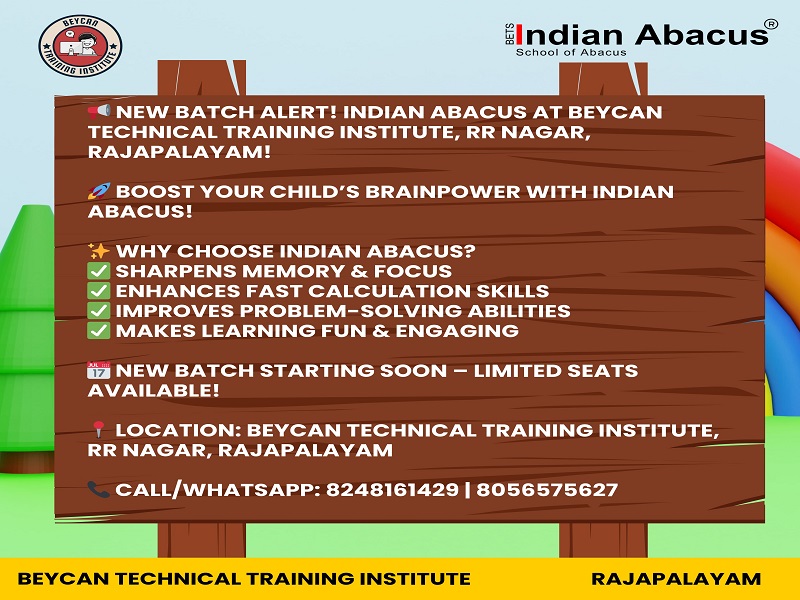 BEYCAN
TRAINING INSTITUTE
BETS
Indian Abacus®
School of Abacus
📢 NEW BATCH ALERT! INDIAN ABACUS AT BEYCAN
TECHNICAL TRAINING INSTITUTE, RR NAGAR,
RAJAPALAYAM!
🚀 BOOST YOUR CHILD'S BRAINPOWER WITH INDIAN
ABACUS!
✨ WHY CHOOSE INDIAN ABACUS?
✅ SHARPENS MEMORY & FOCUS
✅ ENHANCES FAST CALCULATION SKILLS
✅ IMPROVES PROBLEM-SOLVING ABILITIES
✅ MAKES LEARNING FUN & ENGAGING
📅 NEW BATCH STARTING SOON – LIMITED SEATS
AVAILABLE!
📍 LOCATION: BEYCAN TECHNICAL TRAINING INSTITUTE,
RR NAGAR, RAJAPALAYAM
📞 CALL/WHATSAPP: 8248161429 | 8056575627
BEYCAN TECHNICAL TRAINING INSTITUTE RAJAPALAYAM